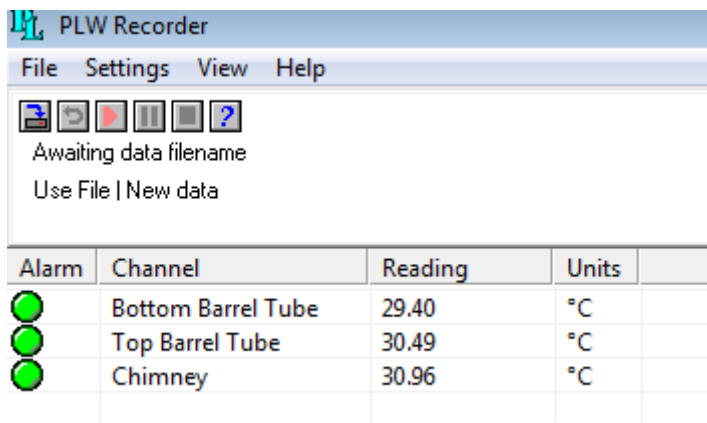 PLW Recorder
File Settings View Help
?
Awaiting data filename
Use File | New data
Alarm Channel Reading Units
Bottom Barrel Tube 29.40 °C
Top Barrel Tube 30.49 °C
Chimney 30.96 °C